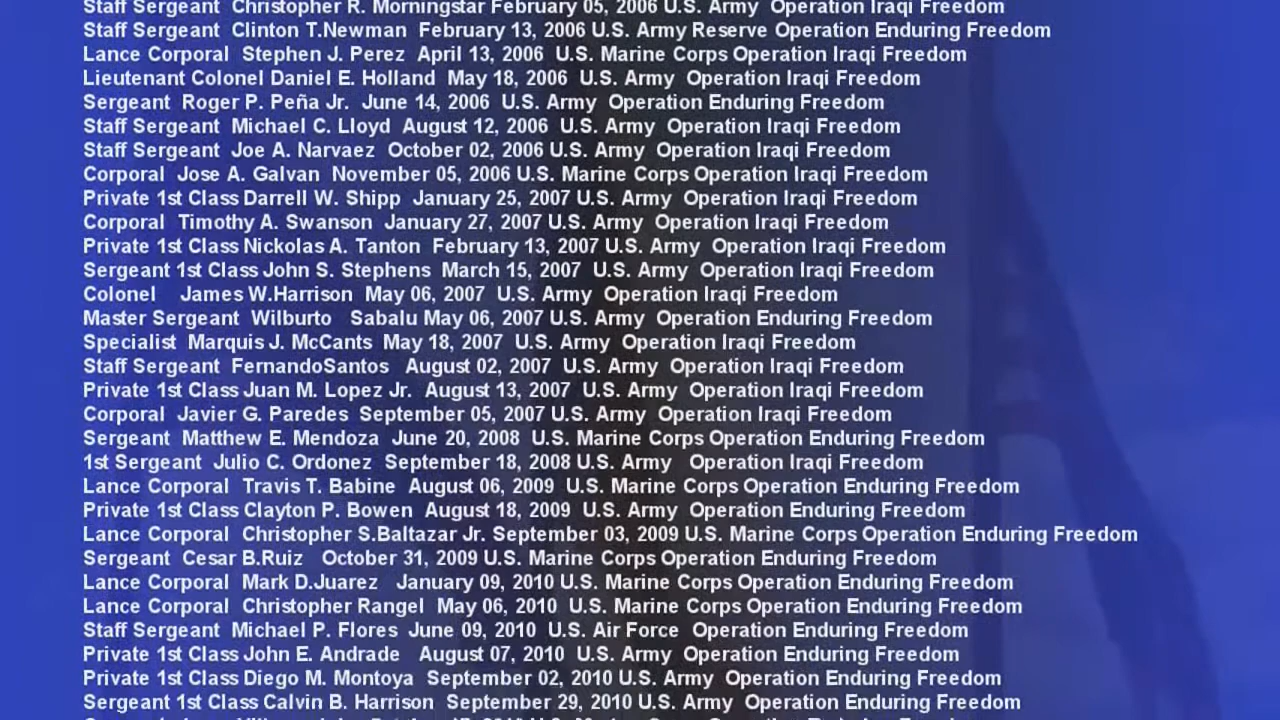 Staff Sergeant Christopher R. Morningstar February 05, 2006 U.S. Army Operation Iraqi Freedom
Staff Sergeant Clinton T.Newman February 13, 2006 U.S. Army Reserve Operation Enduring Freedom
Lance Corporal Stephen J. Perez April 13, 2006 U.S. Marine Corps Operation Iraqi Freedom
Lieutenant Colonel Daniel E. Holland May 18, 2006 U.S. Army Operation Iraqi Freedom
Sergeant Roger P. Peña Jr. June 14, 2006 U.S. Army Operation Enduring Freedom
Staff Sergeant Michael C. Lloyd August 12, 2006 U.S. Army Operation Iraqi Freedom
Staff Sergeant Joe A. Narvaez October 02, 2006 U.S. Army Operation Iraqi Freedom
Corporal Jose A. Galvan November 05, 2006 U.S. Marine Corps Operation Iraqi Freedom
Private 1st Class Darrell W. Shipp January 25, 2007 U.S. Army Operation Iraqi Freedom
Corporal Timothy A. Swanson January 27, 2007 U.S. Army Operation Iraqi Freedom
Private 1st Class Nickolas A. Tanton February 13, 2007 U.S. Army Operation Iraqi Freedom
Sergeant 1st Class John S. Stephens March 15, 2007 U.S. Army Operation Iraqi Freedom
Colonel James W.Harrison May 06, 2007 U.S. Army Operation Iraqi Freedom
Master Sergeant Wilburto Sabalu May 06, 2007 U.S. Army Operation Enduring Freedom
Specialist Marquis J. McCants May 18, 2007 U.S. Army Operation Iraqi Freedom
Staff Sergeant FernandoSantos August 02, 2007 U.S. Army Operation Iraqi Freedom
Private 1st Class Juan M. Lopez Jr. August 13, 2007 U.S. Army Operation Iraqi Freedom
Corporal Javier G. Paredes September 05, 2007 U.S. Army Operation Iraqi Freedom
Sergeant Matthew E. Mendoza June 20, 2008 U.S. Marine Corps Operation Enduring Freedom
1st Sergeant Julio C. Ordonez September 18, 2008 U.S. Army Operation Iraqi Freedom
Lance Corporal Travis T. Babine August 06, 2009 U.S. Marine Corps Operation Enduring Freedom
Private 1st Class Clayton P. Bowen August 18, 2009 U.S. Army Operation Enduring Freedom
Lance Corporal Christopher S.Baltazar Jr. September 03, 2009 U.S. Marine Corps Operation Enduring Freedom
Sergeant Cesar B.Ruiz October 31, 2009 U.S. Marine Corps Operation Enduring Freedom
Lance Corporal Mark D.Juarez January 09, 2010 U.S. Marine Corps Operation Enduring Freedom
Lance Corporal Christopher Rangel May 06, 2010 U.S. Marine Corps Operation Enduring Freedom
Staff Sergeant Michael P. Flores June 09, 2010 U.S. Air Force Operation Enduring Freedom
Private 1st Class John E. Andrade August 07, 2010 U.S. Army Operation Enduring Freedom
Private 1st Class Diego M. Montoya September 02, 2010 U.S. Army Operation Enduring Freedom
Sergeant 1st Class Calvin B. Harrison September 29, 2010 U.S. Army Operation Enduring Freedom